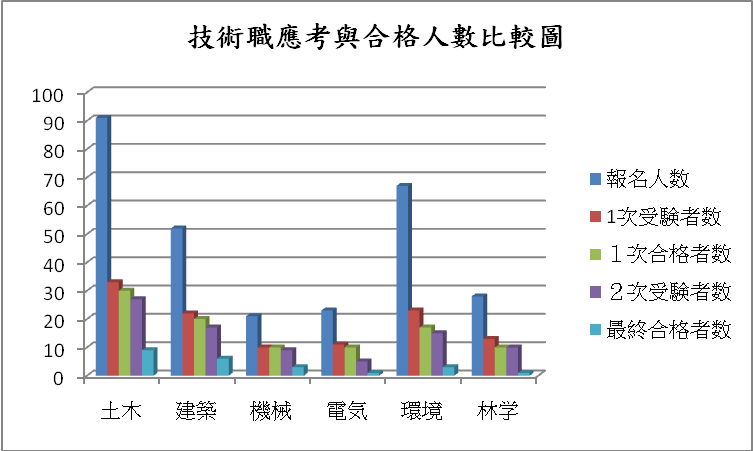 技術職應考與合格人數比較圖
100
90
80
70
60
50
40
30
20
10
0
土木
建築
機械
電気
環境
林学
報名人数
1次受験者数
１次合格者数
２次受験者数
最終合格者数